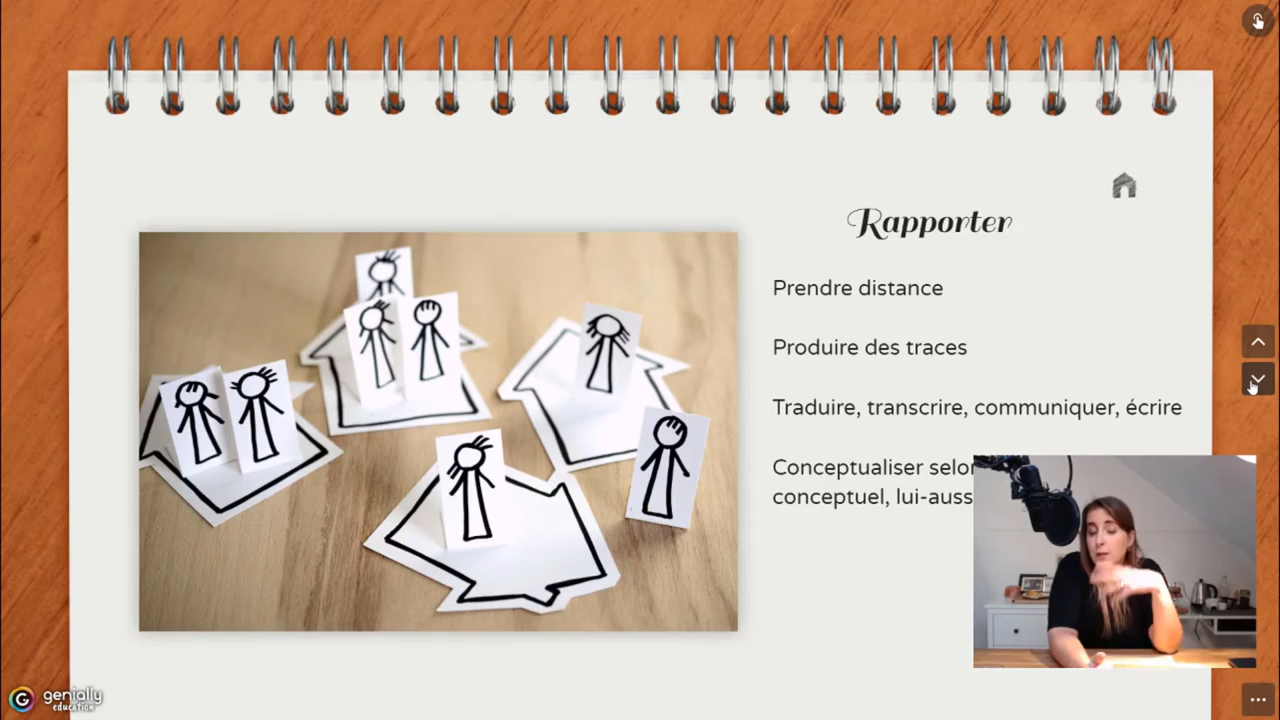 Rapporter
Prendre distance
Produire des traces
Traduire, transcrire, communiquer, écrire
Conceptualiser selon
conceptuel, lui-auss
genially
education